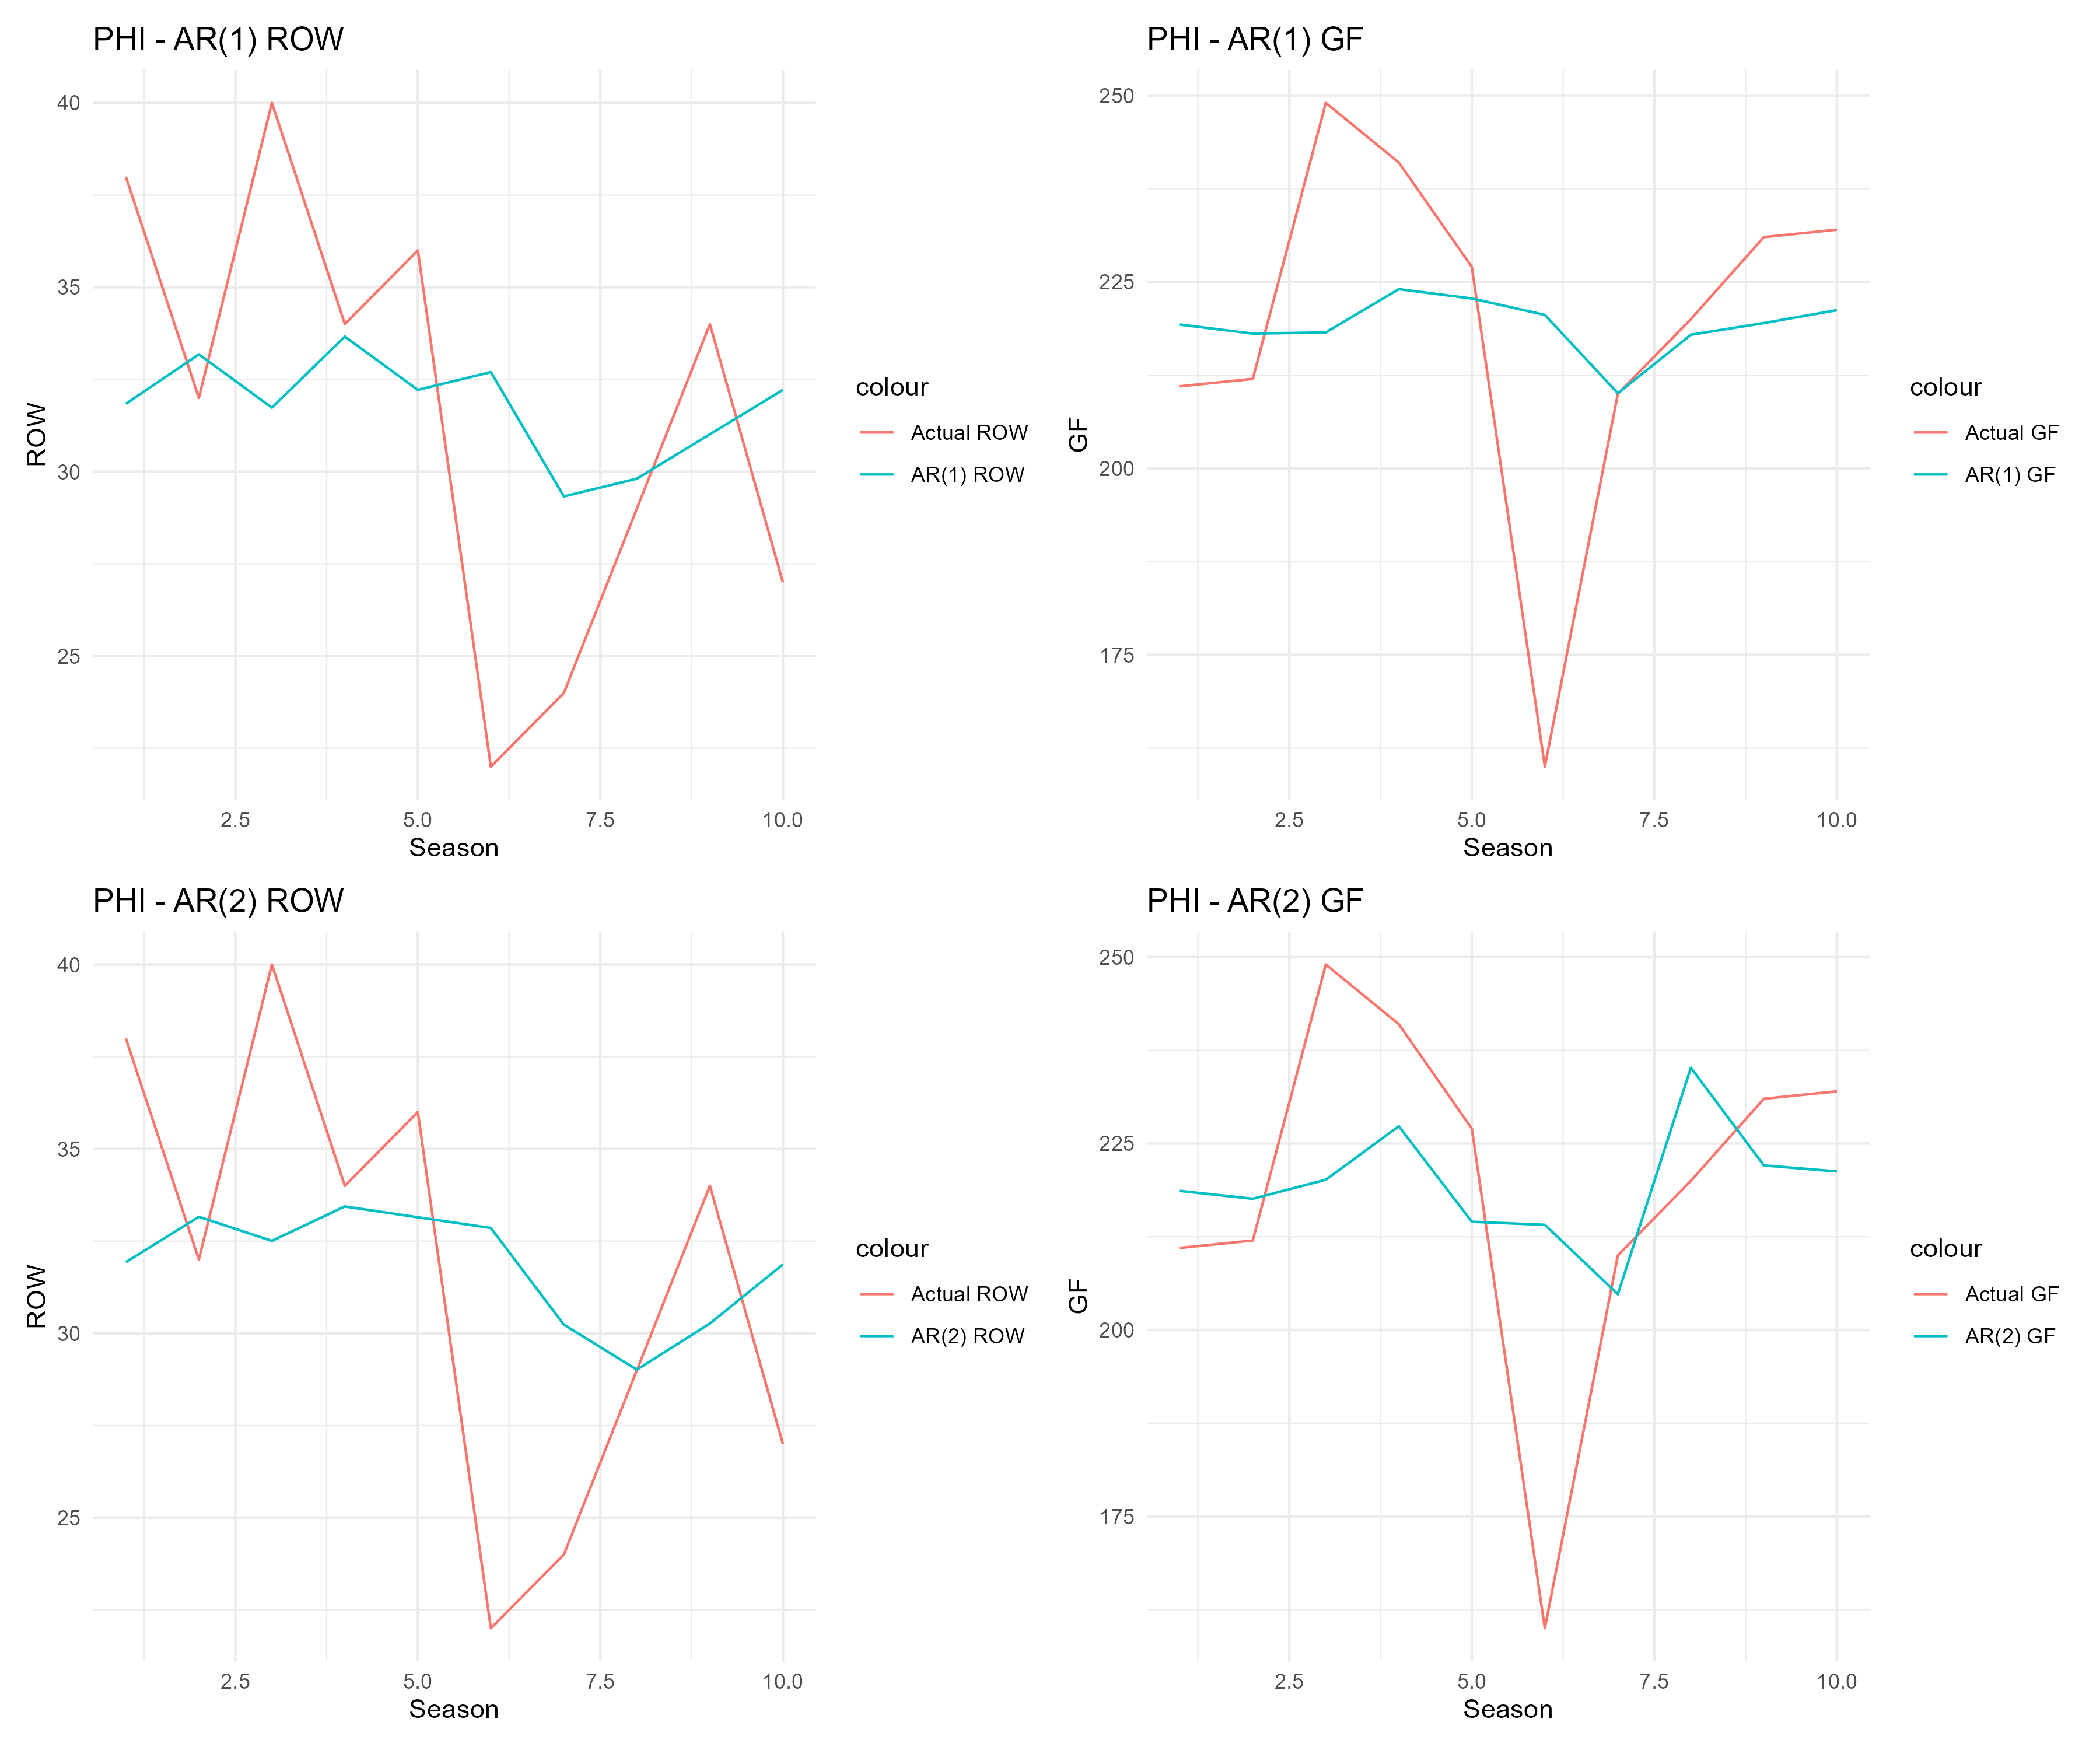 PHI - AR(1) ROW
40
35
30
25
ROW
2.5 5.0 7.5 10.0
Season
colour
Actual ROW
AR(1) ROW
PHI - AR(1) GF
250
225
200
175
GF
2.5 5.0 7.5 10.0
Season
colour
Actual GF
AR(1) GF
PHI - AR(2) ROW
40
35
30
25
ROW
2.5 5.0 7.5 10.0
Season
colour
Actual ROW
AR(2) ROW
PHI - AR(2) GF
250
225
200
175
GF
2.5 5.0 7.5 10.0
Season
colour
Actual GF
AR(2) GF